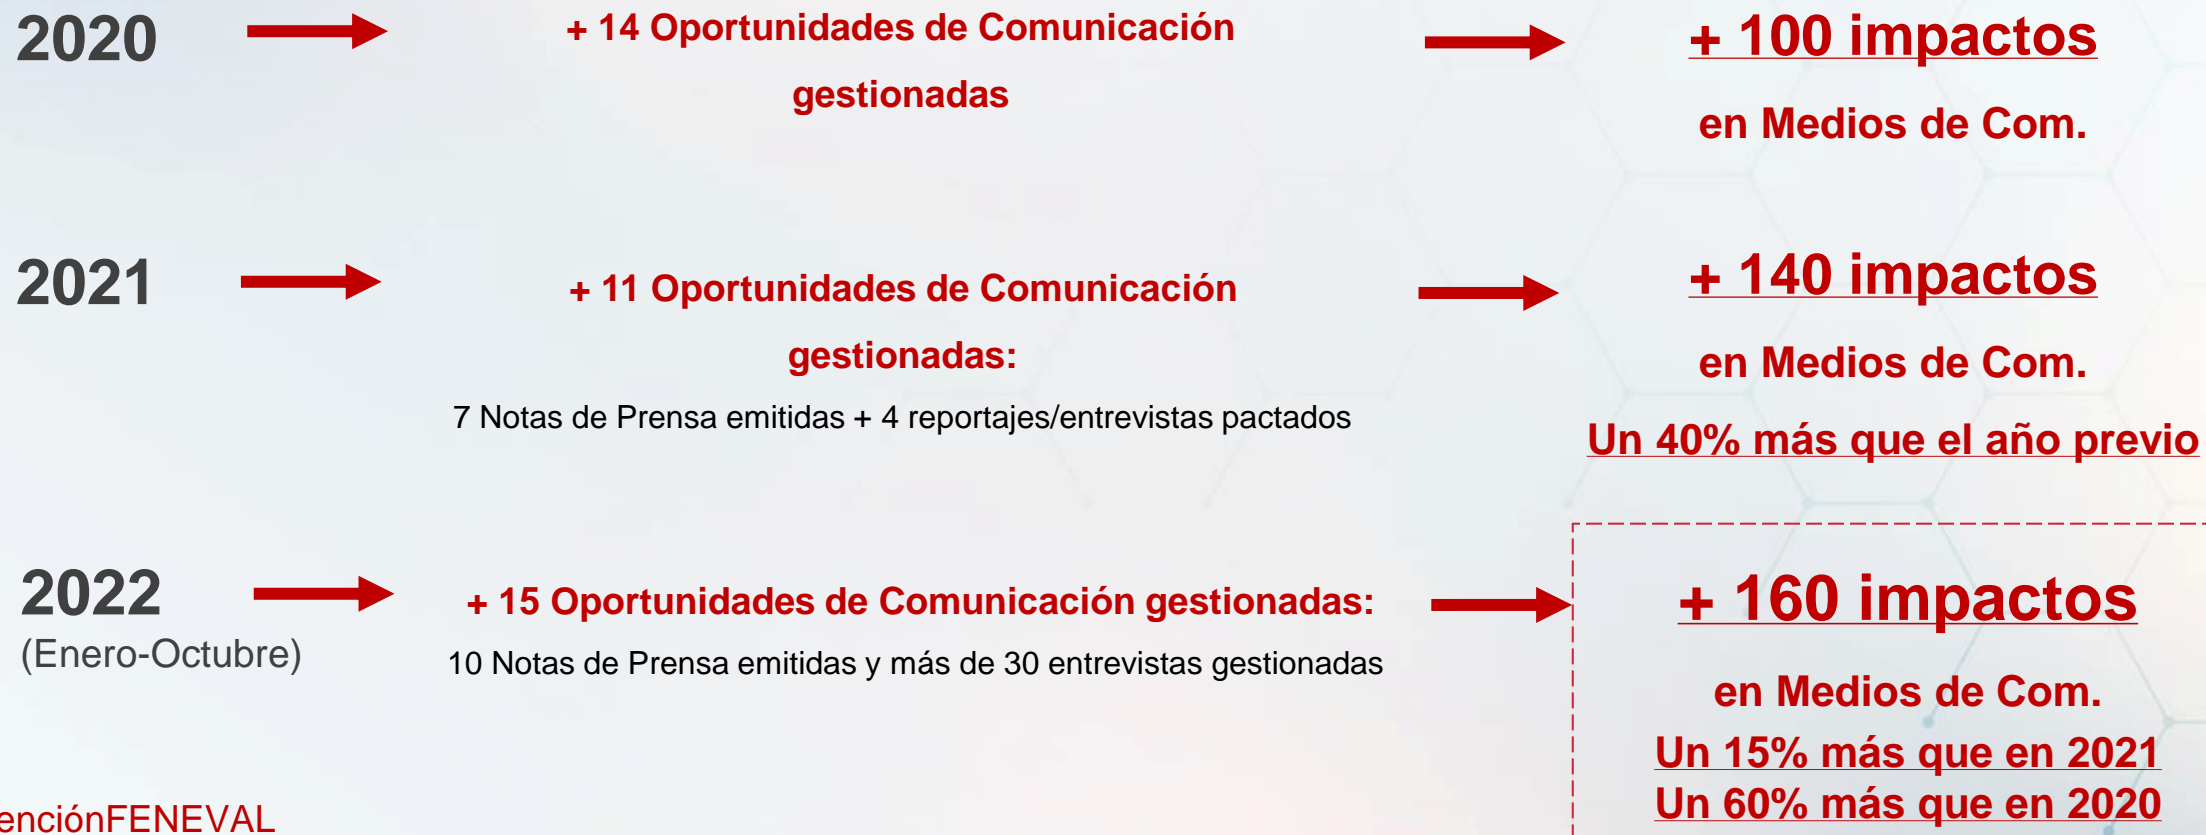 2020
+ 14 Oportunidades de Comunicación
gestionadas
+ 100 impactos
en Medios de Com.
2021
+ 11 Oportunidades de Comunicación
gestionadas:
7 Notas de Prensa emitidas + 4 reportajes/entrevistas pactados
+ 140 impactos
en Medios de Com.
Un 40% más que el año previo
2022
(Enero-Octubre)
+ 15 Oportunidades de Comunicación gestionadas:
10 Notas de Prensa emitidas y más de 30 entrevistas gestionadas
+ 160 impactos
en Medios de Com.
Un 15% más que en 2021
Un 60% más que en 2020
enciónFENEVAL